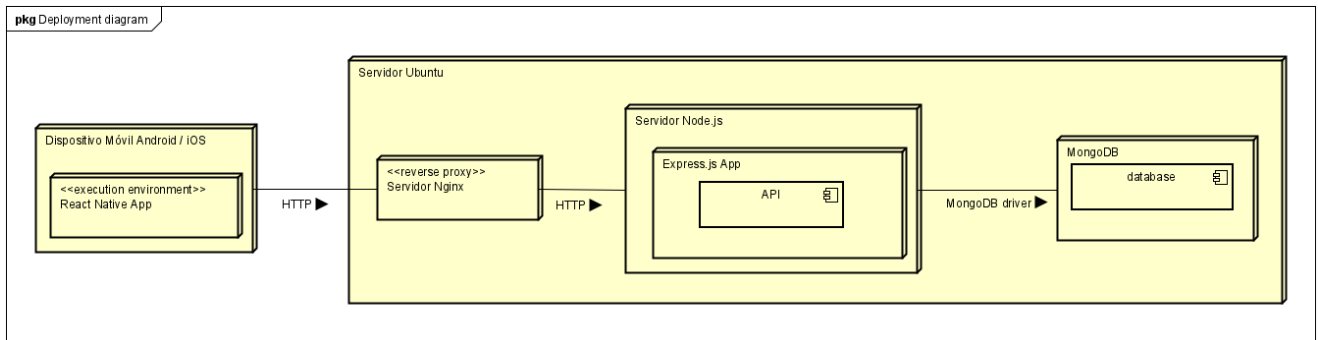 pkg Deployment diagram
Servidor Ubuntu
Dispositivo Móvil Android / iOS
<<execution environment>>
React Native App
HTTP
<<reverse proxy>>
Servidor Nginx
HTTP
Servidor Node.js
Express.js App
API
MongoDB driver
MongoDB
database